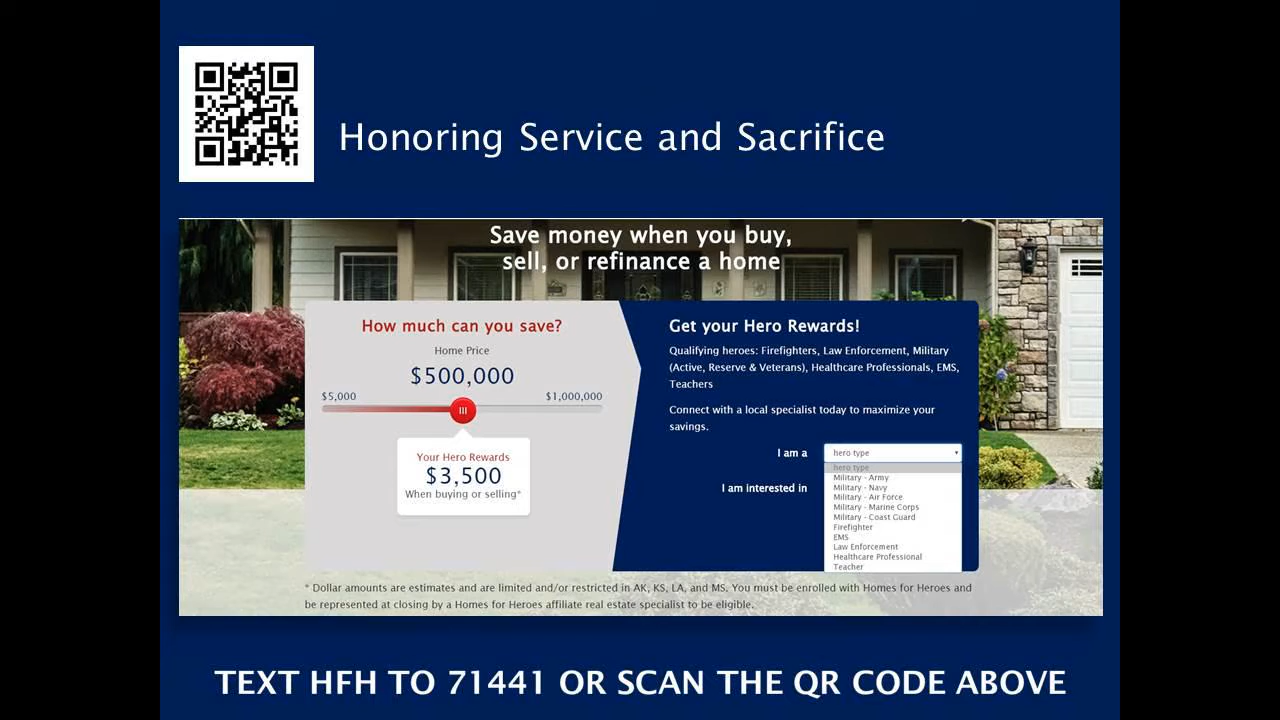 Honoring Service and Sacrifice
Save money when you buy,
sell, or refinance a home
How much can you save?
Home Price
$500,000
$5,000
$1,000,000
Your Hero Rewards
$3,500
When buying or selling*
Get your Hero Rewards!
Qualifying heroes: Firefighters, Law Enforcement, Military
(Active, Reserve & Veterans), Healthcare Professionals, EMS,
Teachers
Connect with a local specialist today to maximize your
savings.
I am a
hero type
hero type
Military - Army
Military - Navy
Military - Air Force
Military - Marine Corps
Military - Coast Guard
Firefighter
EMS
Law Enforcement
Healthcare Professional
Teacher
I am interested in
* Dollar amounts are estimates and are limited and/or restricted in AK, KS, LA, and MS. You must be enrolled with Homes for Heroes and
be represented at closing by a Homes for Heroes affiliate real estate specialist to be eligible.
TEXT HFH TO 71441 OR SCAN THE QR CODE ABOVE